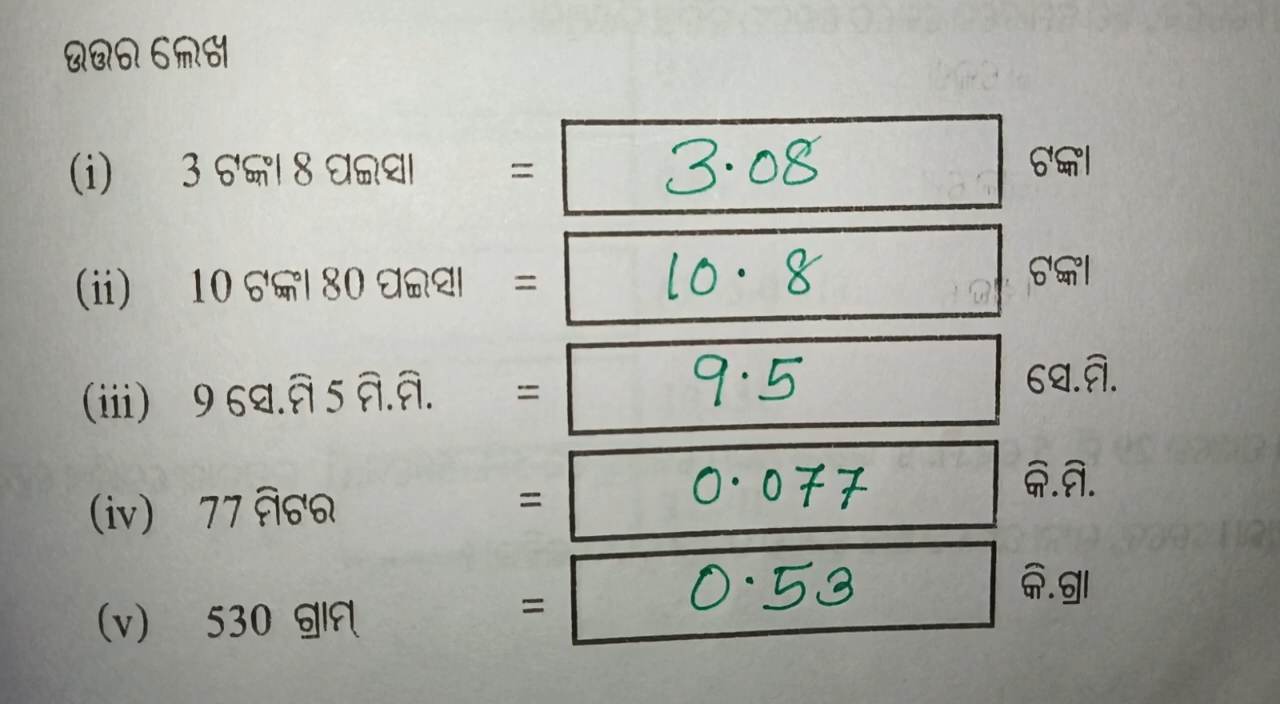 ଉତ୍ତର ଲେଖ
(i) 3 ଟଙ୍କା 8 ପଇସା = 3.08 ଟଙ୍କା
(ii) 10 ଟଙ୍କା 80 ପଇସା = 10.8 ଟଙ୍କା
(iii) 9 ସେ.ମି 5 ମି.ମି. = 9.5 ସେ.ମି.
(iv) 77 ମିଟର = 0.077 କି.ମି.
(v) 530 ଗ୍ରାମ୍ = 0.53 କି.ଗ୍ରା